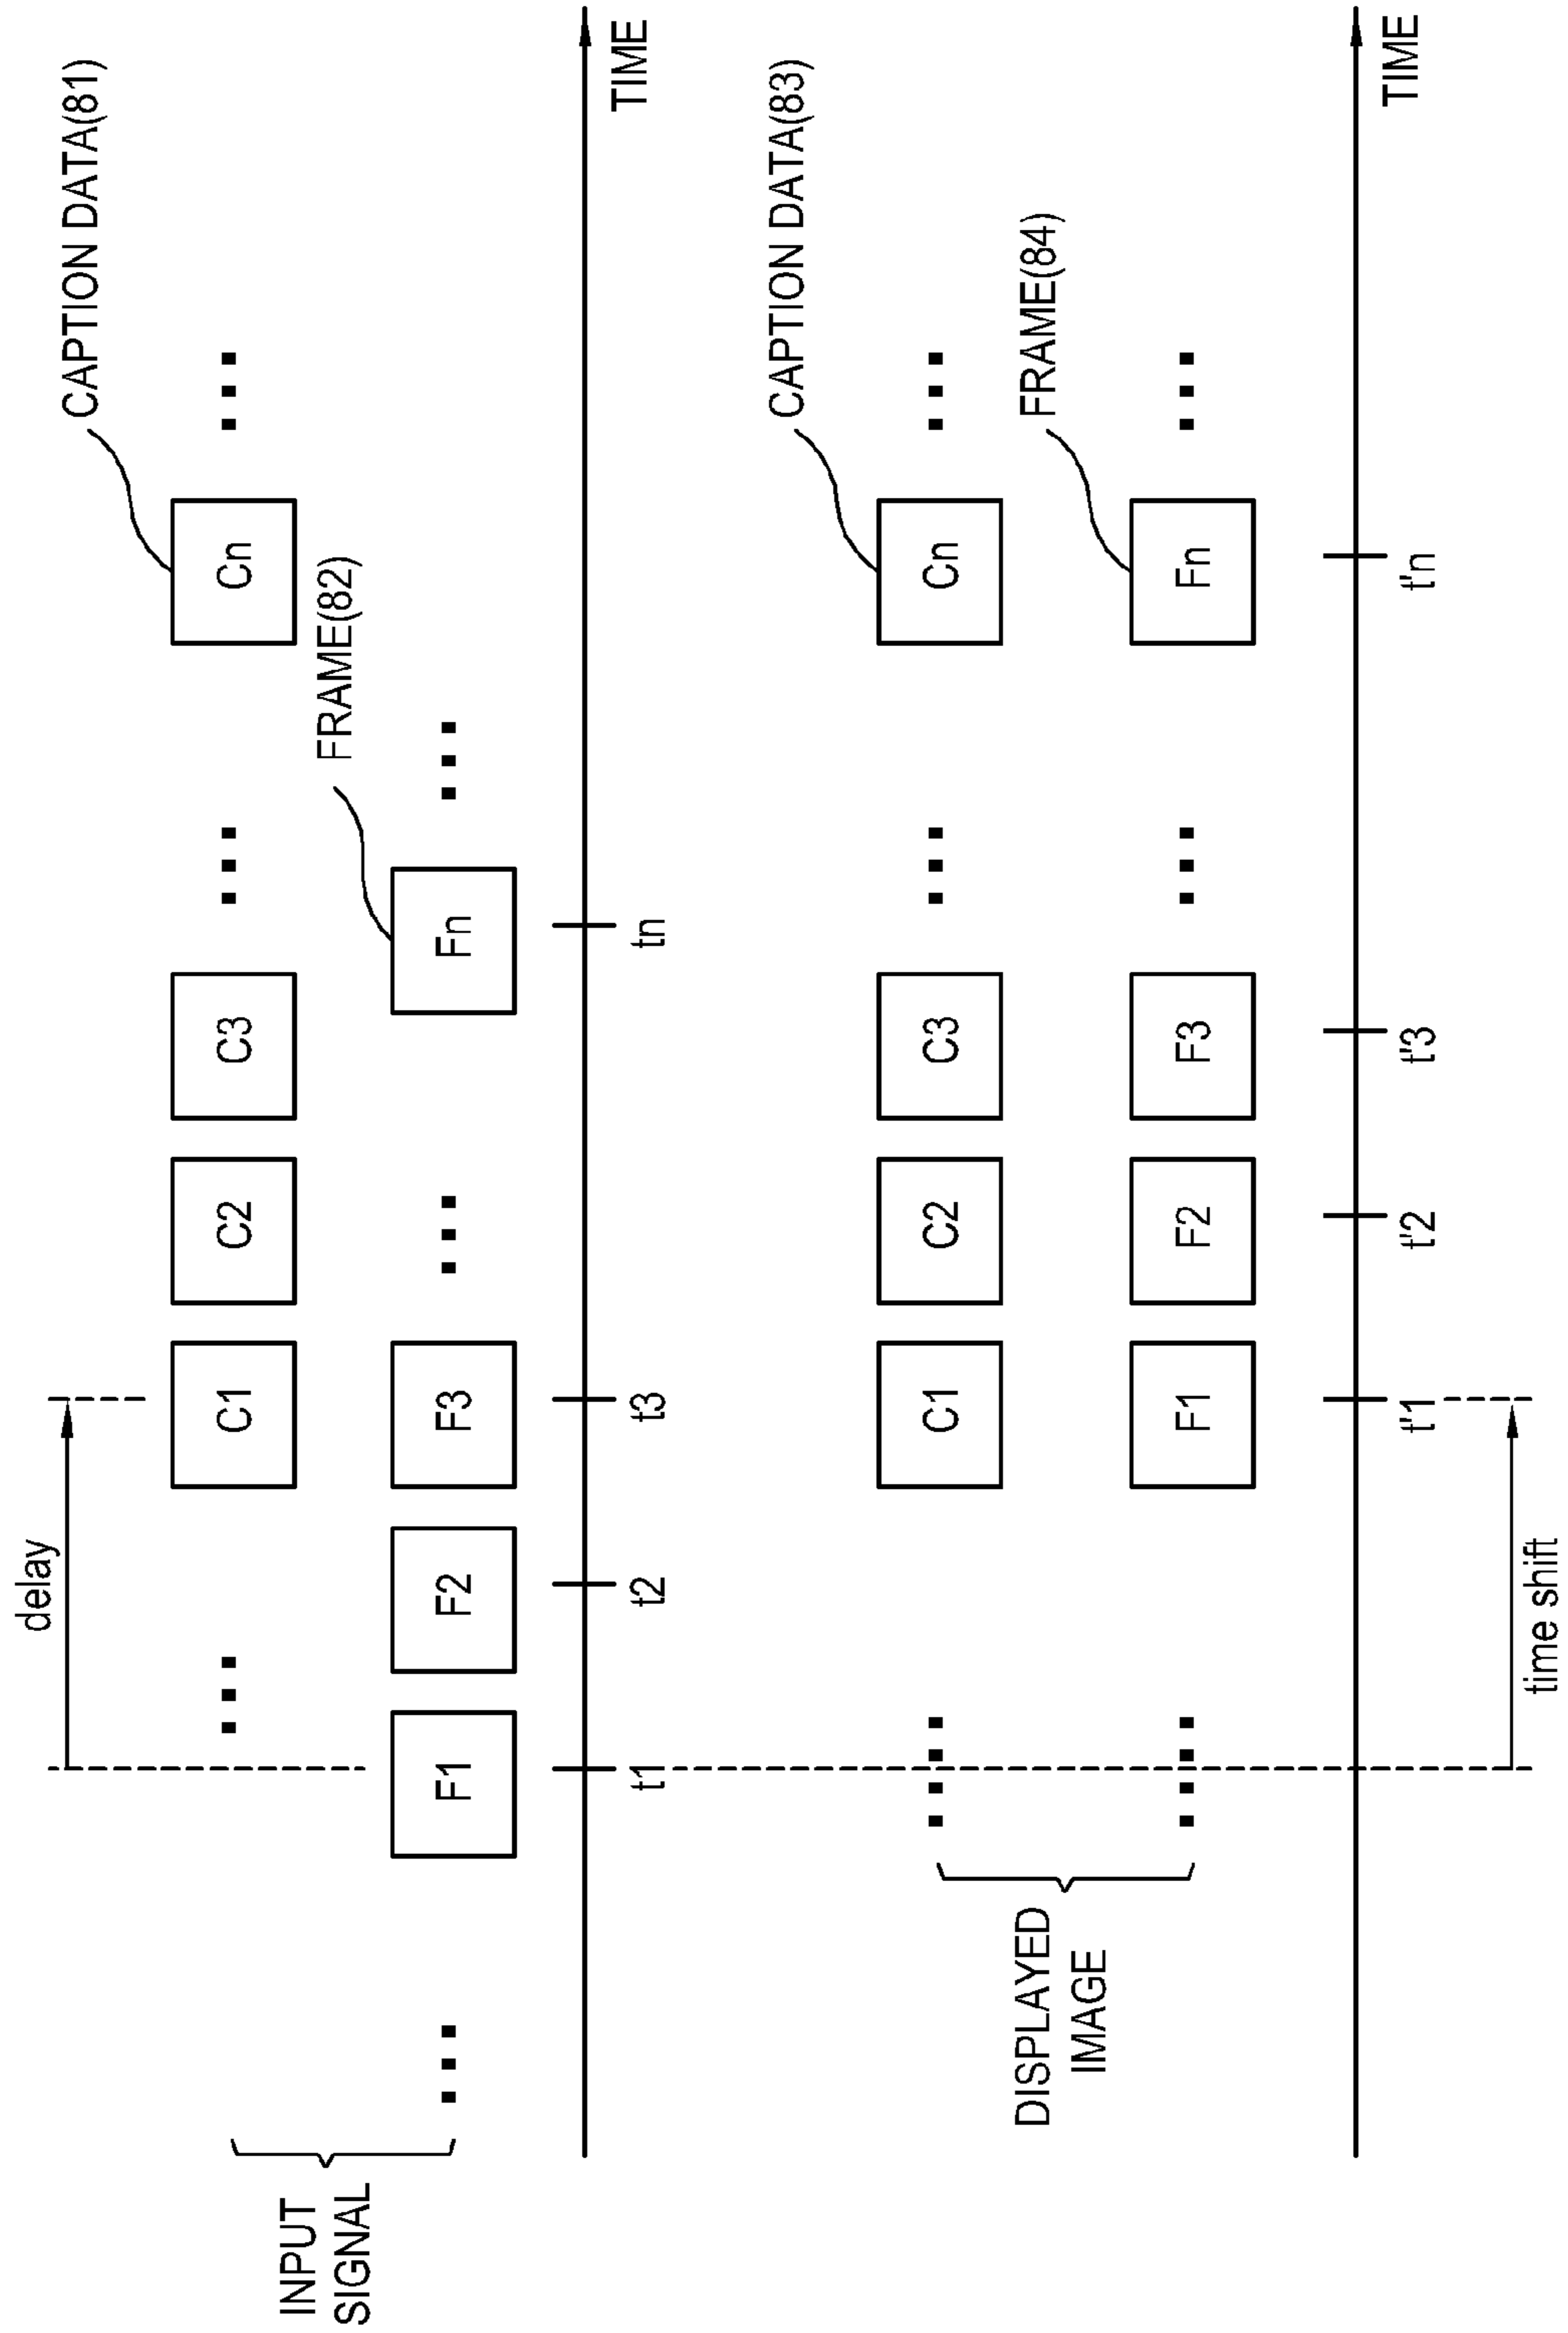 delay
CAPTION DATA(81)
C1 C2 C3 Cn
FRAME(82)
INPUT
SIGNAL
F1 F2 F3 Fn
t1 t2 t3 tn
TIME
CAPTION DATA(83)
C1 C2 C3 Cn
DISPLAYED
IMAGE
FRAME(84)
F1 F2 F3 Fn
TIME
t'1 t'2 t'3 t'n
time shift